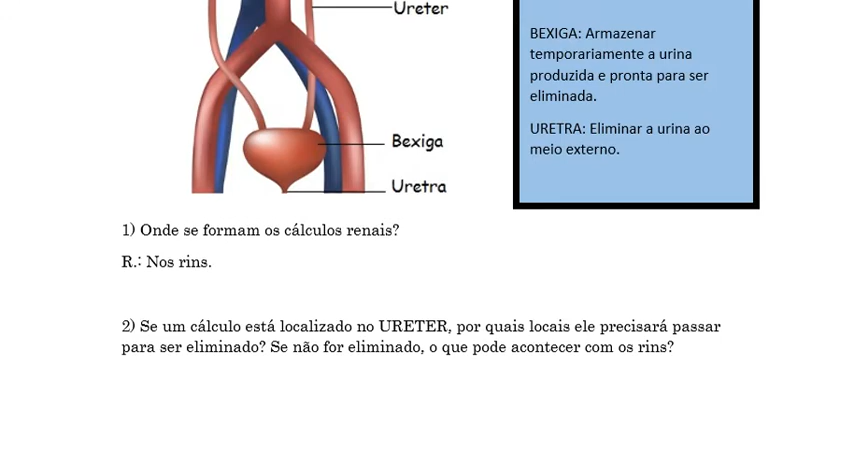 Ureter
Bexiga
Uretra
BEXIGA: Armazenar
temporariamente a urina
produzida e pronta para ser
eliminada.
URETRA: Eliminar a urina ao
meio externo.
1) Onde se formam os cálculos renais?
R.: Nos rins.
2) Se um cálculo está localizado no URETER, por quais locais ele precisará passar
para ser eliminado? Se não for eliminado, o que pode acontecer com os rins?